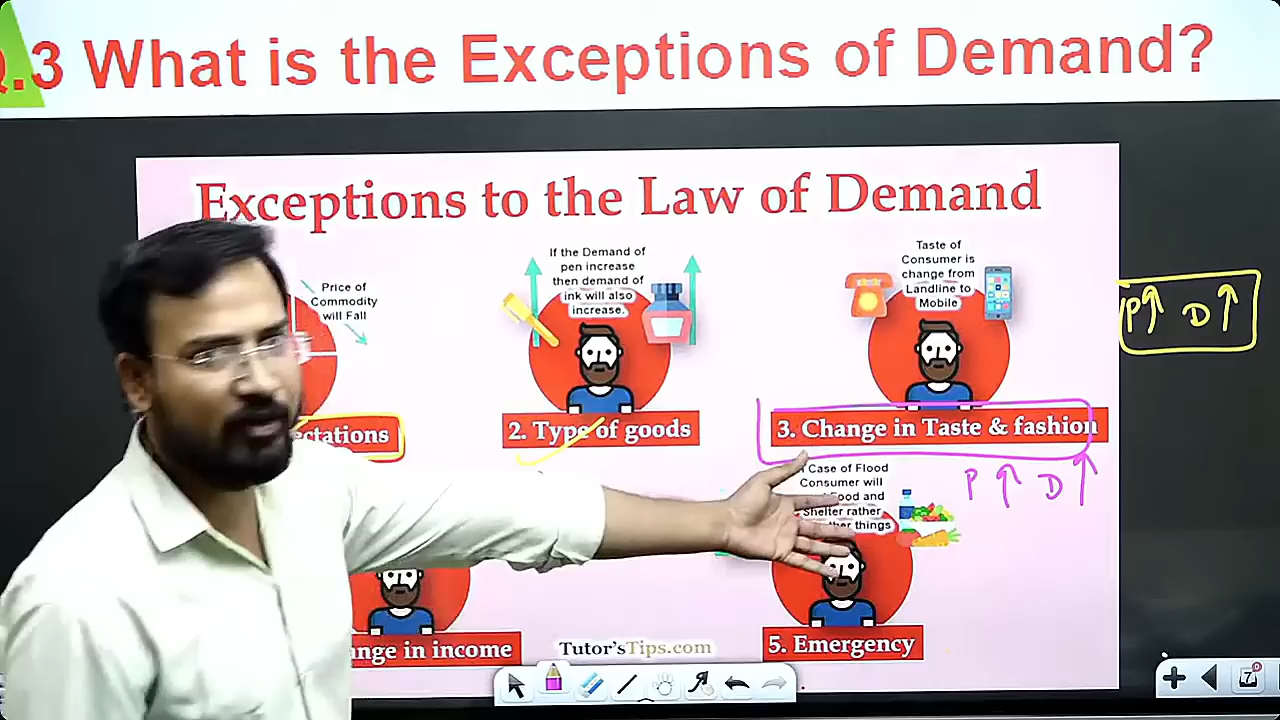 .3 What is the Exceptions of Demand?
Exceptions to the Law of Demand
Price of
Commodity
will Fall
If the Demand of
pen increase
then demand of
ink will also
increase.
Taste of
Consumer is
change from
Landline to
Mobile
P↑ D↑
ectations
2. Type of goods
3. Change in Taste & fashion
P↑ D↑
Case of Flood
Consumer will
Food and
Shelter rather
things
nge in income
Tutor'sTips.com
5. Emergency